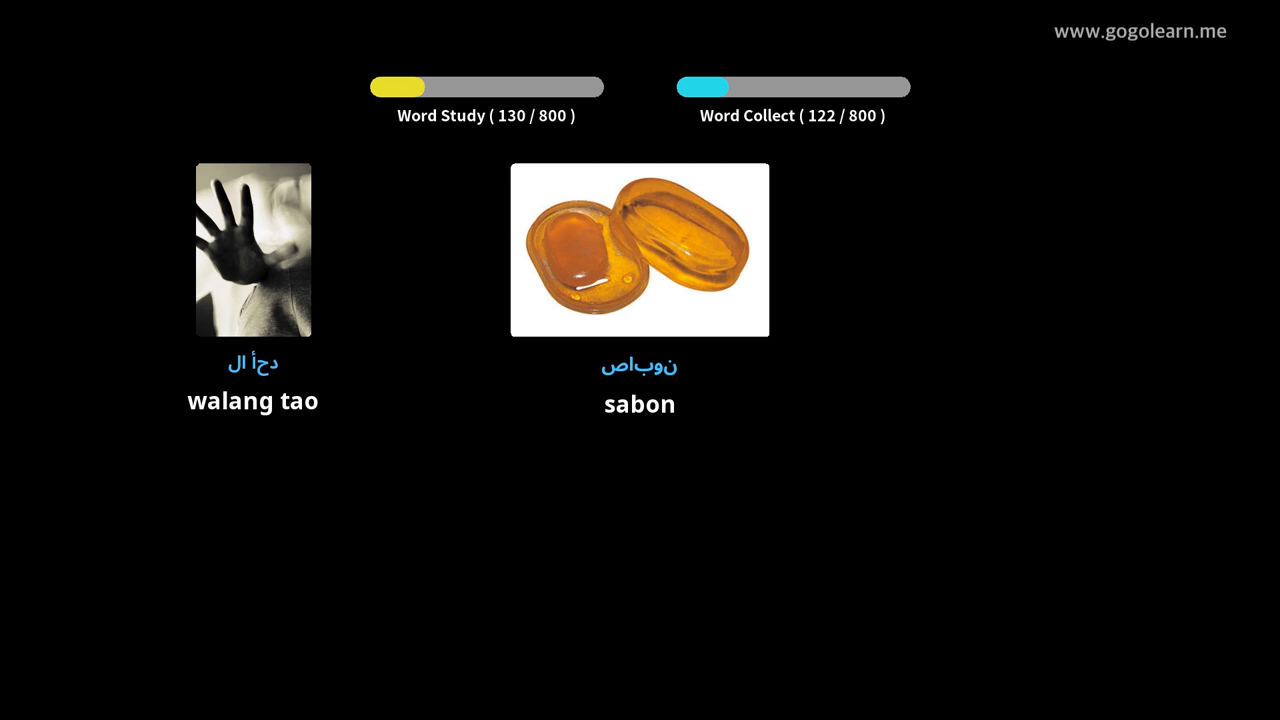 www.gogolearn.me
Word Study ( 130 / 800 )
Word Collect ( 122 / 800 )
دحأ ال
walang tao
نوباص
sabon